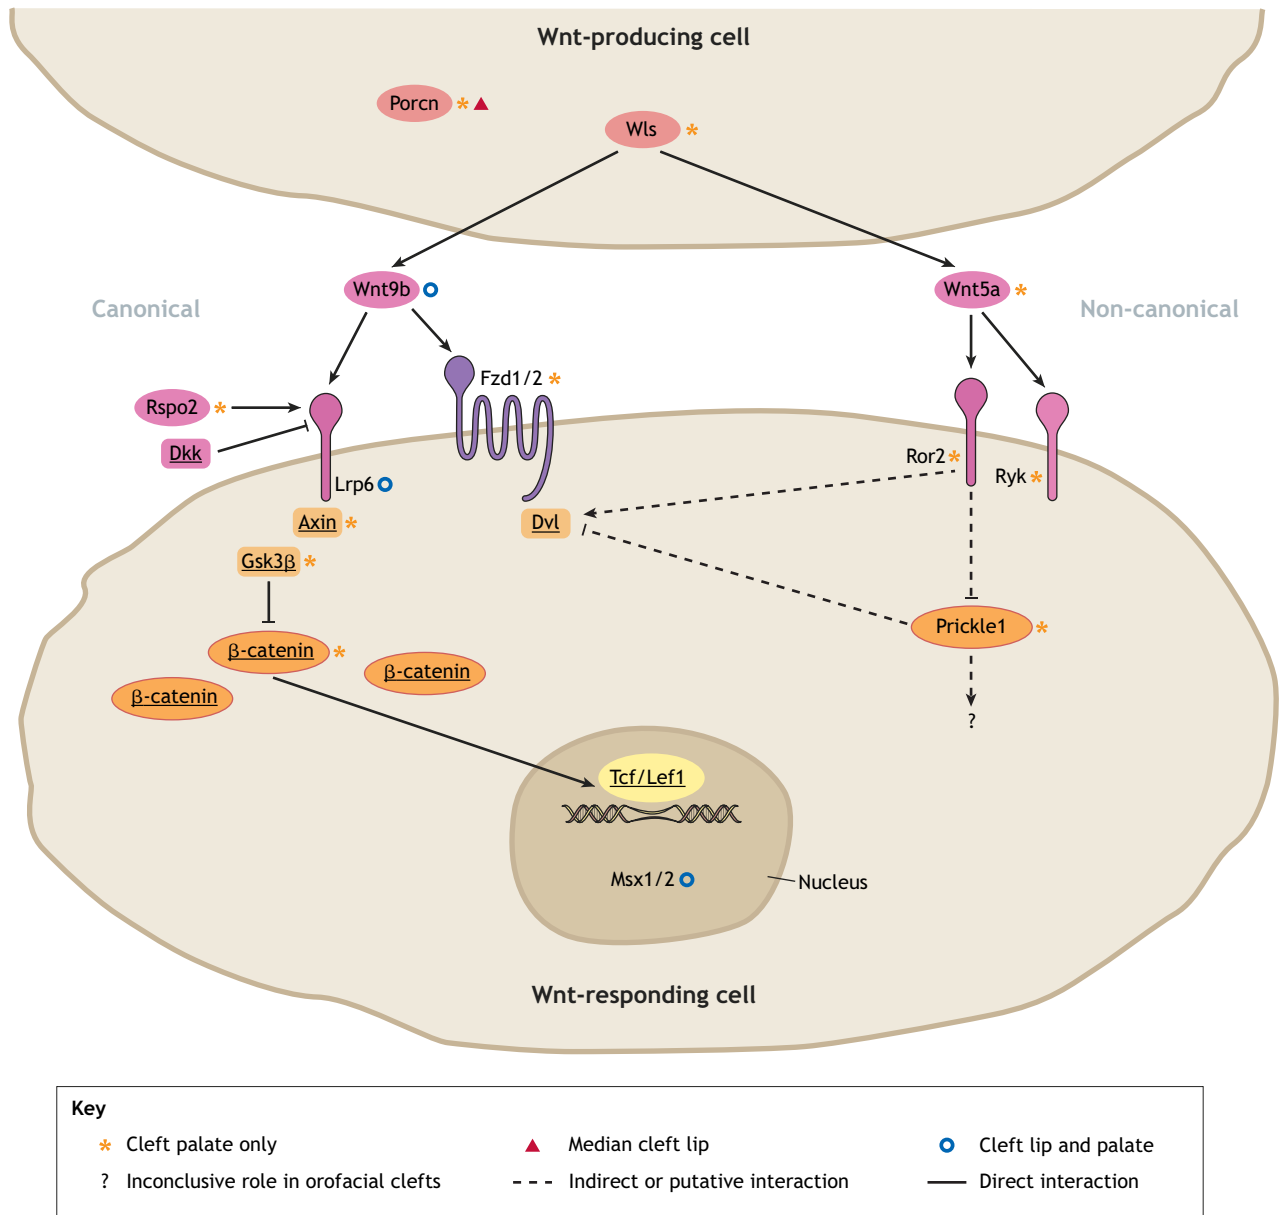 Wnt-producing cell
Porcn *
Wls *
Wnt9b
Wnt5a *
Canonical
Non-canonical
Fzd1/2 *
Rspo2 *
Dkk
Ror2 *
Ryk *
Lrp6
Axin *
Dvl
Gsk3β *
Prickle1 *
β-catenin *
β-catenin
β-catenin
?
Tcf/Lef1
Msx1/2
Nucleus
Wnt-responding cell
Key
* Cleft palate only
Median cleft lip
Cleft lip and palate
? Inconclusive role in orofacial clefts
Indirect or putative interaction
Direct interaction